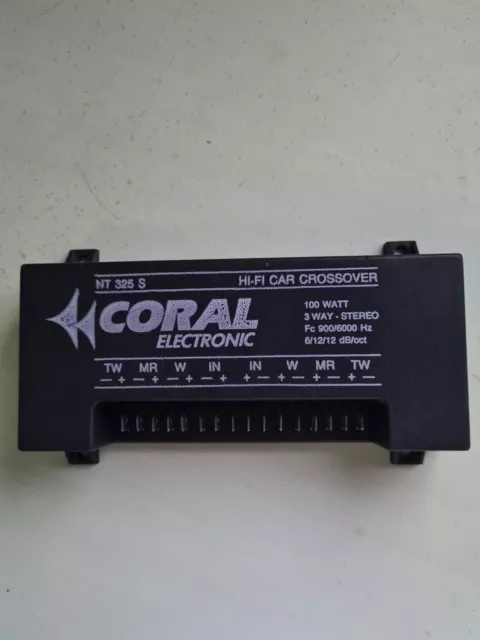 NT 325 S HI-FI CAR CROSSOVER
CORAL
ELECTRONIC
100 WATT
3 WAY - STEREO
Fc 900/6000 Hz
6/12/12 dB/oct
TW MR W IN IN W MR TW
- + - + - + - + - + - + - + - +